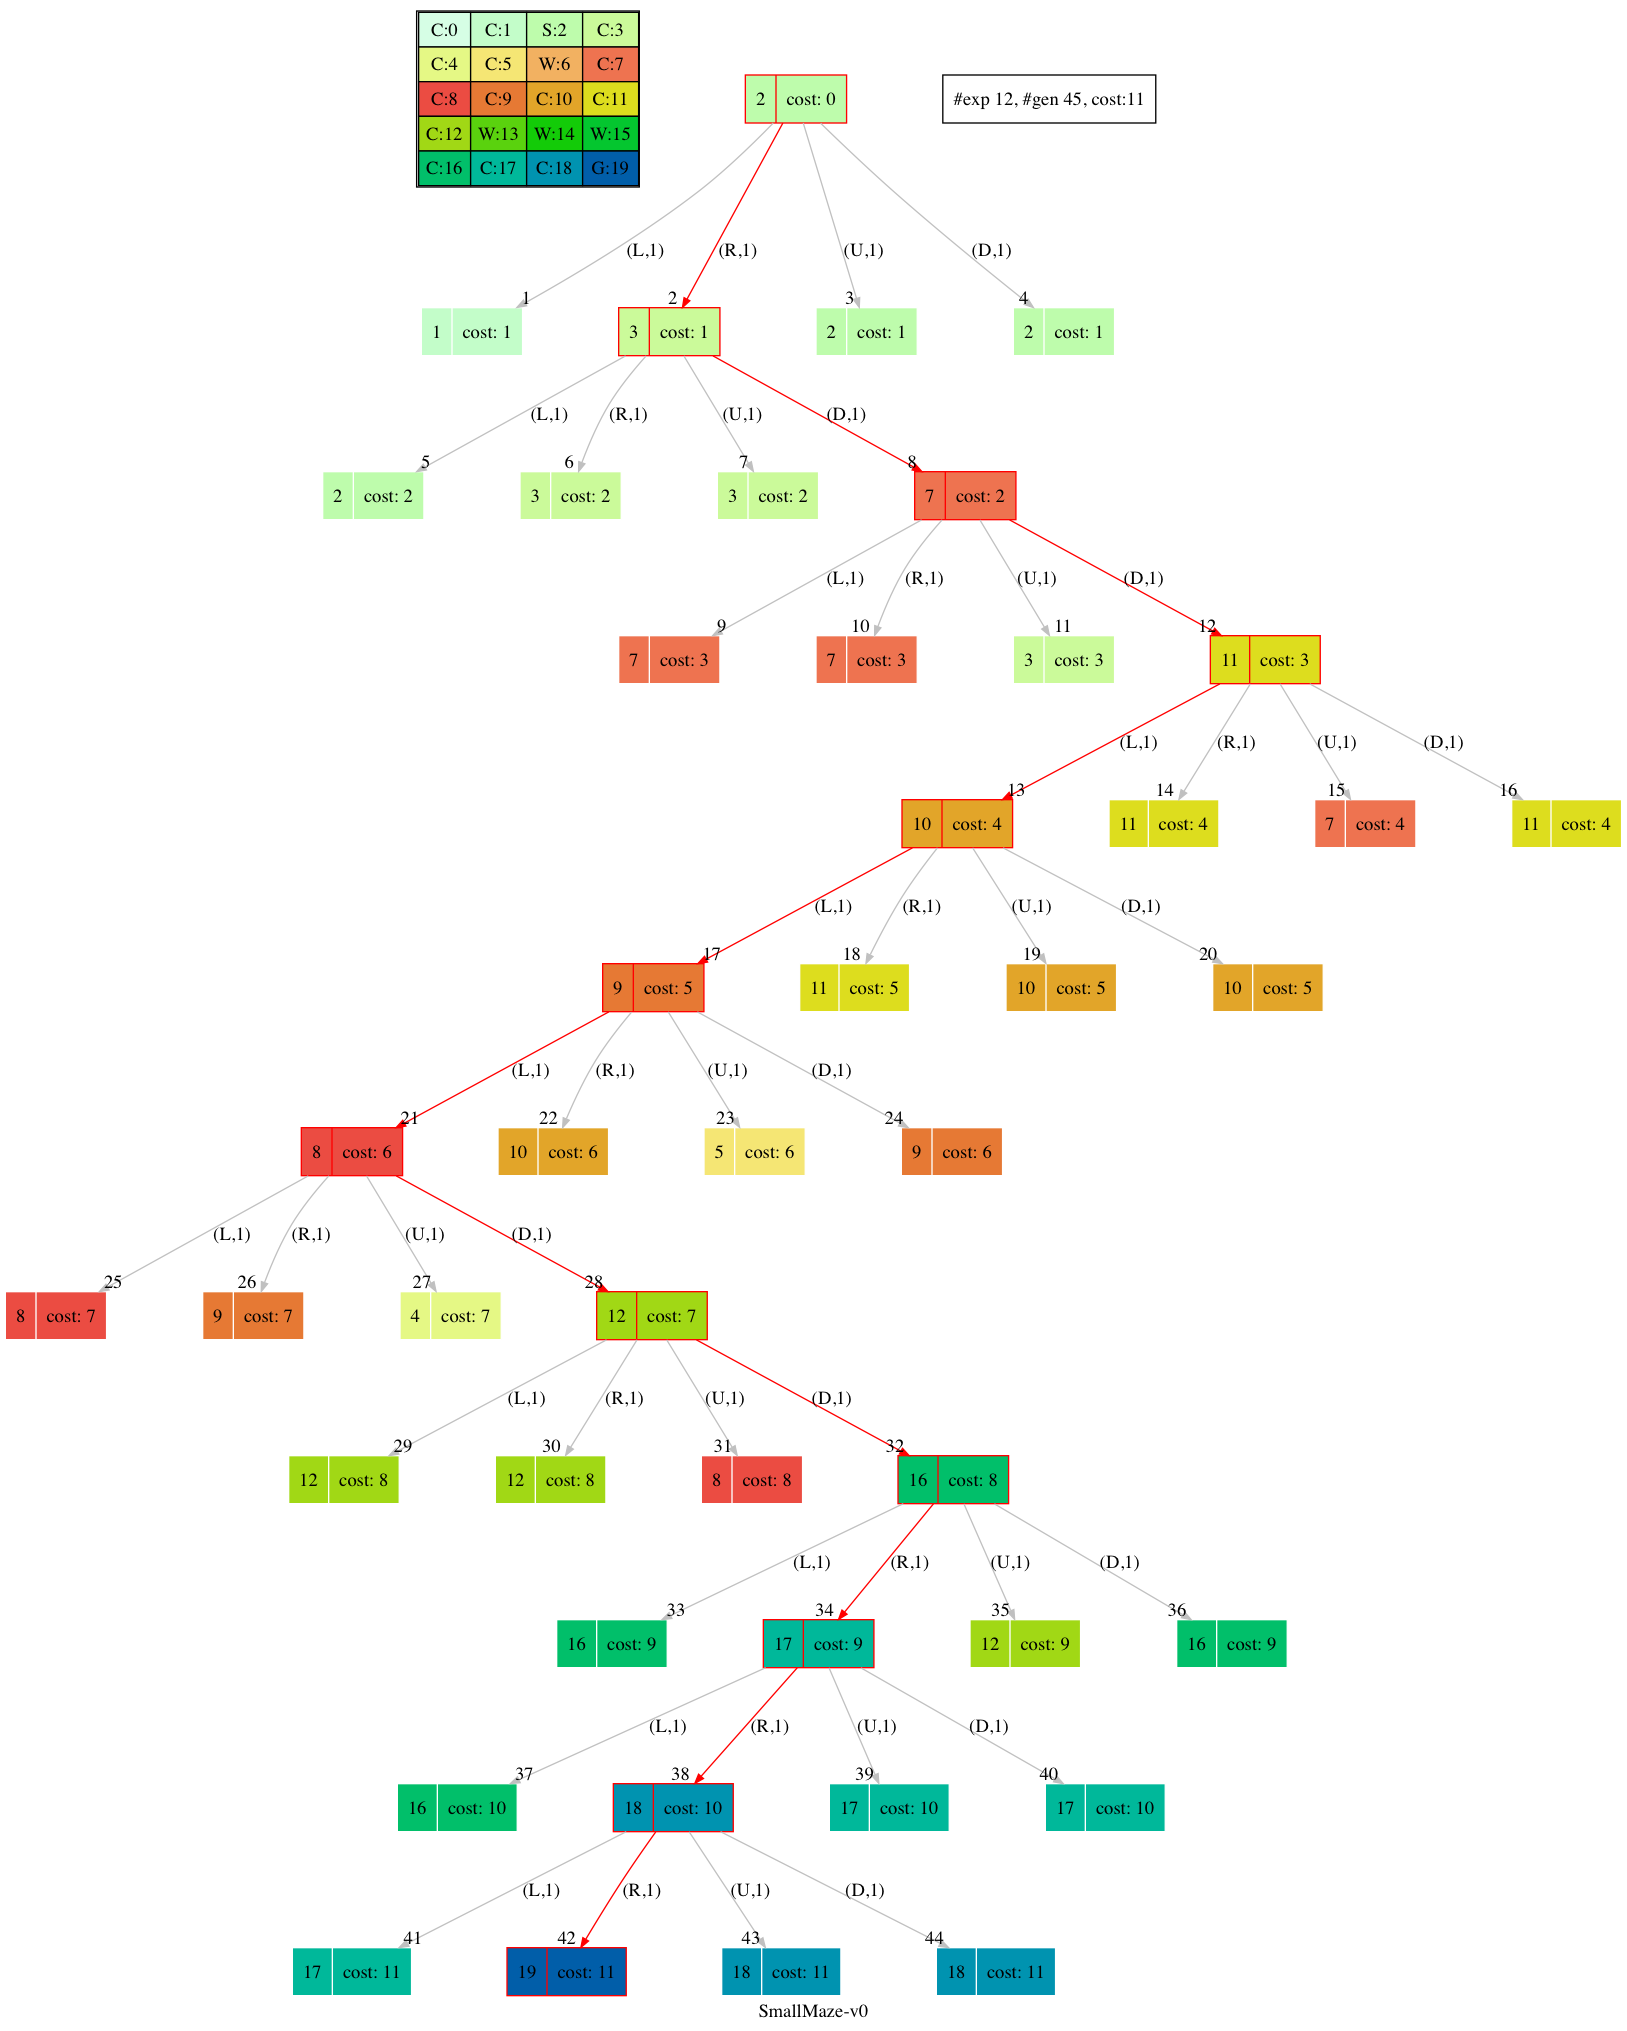 C:0 C:1 S:2 C:3
C:4 C:5 W:6 C:7
C:8 C:9 C:10 C:11
C:12 W:13 W:14 W:15
C:16 C:17 C:18 G:19
2 cost: 0
#exp 12, #gen 45, cost:11
(L,1) (R,1) (U,1) (D,1)
1 2 3 4
1 cost: 1 3 cost: 1 2 cost: 1 2 cost: 1
(L,1) (R,1) (U,1) (D,1)
5 6 7 8
2 cost: 2 3 cost: 2 3 cost: 2 7 cost: 2
(L,1) (R,1) (U,1) (D,1)
9 10 11 12
7 cost: 3 7 cost: 3 3 cost: 3 11 cost: 3
(L,1) (R,1) (U,1) (D,1)
13 14 15 16
10 cost: 4 11 cost: 4 7 cost: 4 11 cost: 4
(L,1) (R,1) (U,1) (D,1)
17 18 19 20
9 cost: 5 11 cost: 5 10 cost: 5 10 cost: 5
(L,1) (R,1) (U,1) (D,1)
21 22 23 24
8 cost: 6 10 cost: 6 5 cost: 6 9 cost: 6
(L,1) (R,1) (U,1) (D,1)
25 26 27 28
8 cost: 7 9 cost: 7 4 cost: 7 12 cost: 7
(L,1) (R,1) (U,1) (D,1)
29 30 31 32
12 cost: 8 12 cost: 8 8 cost: 8 16 cost: 8
(L,1) (R,1) (U,1) (D,1)
33 34 35 36
16 cost: 9 17 cost: 9 12 cost: 9 16 cost: 9
(L,1) (R,1) (U,1) (D,1)
37 38 39 40
16 cost: 10 18 cost: 10 17 cost: 10 17 cost: 10
(L,1) (R,1) (U,1) (D,1)
41 42 43 44
17 cost: 11 19 cost: 11 18 cost: 11 18 cost: 11
SmallMaze-v0